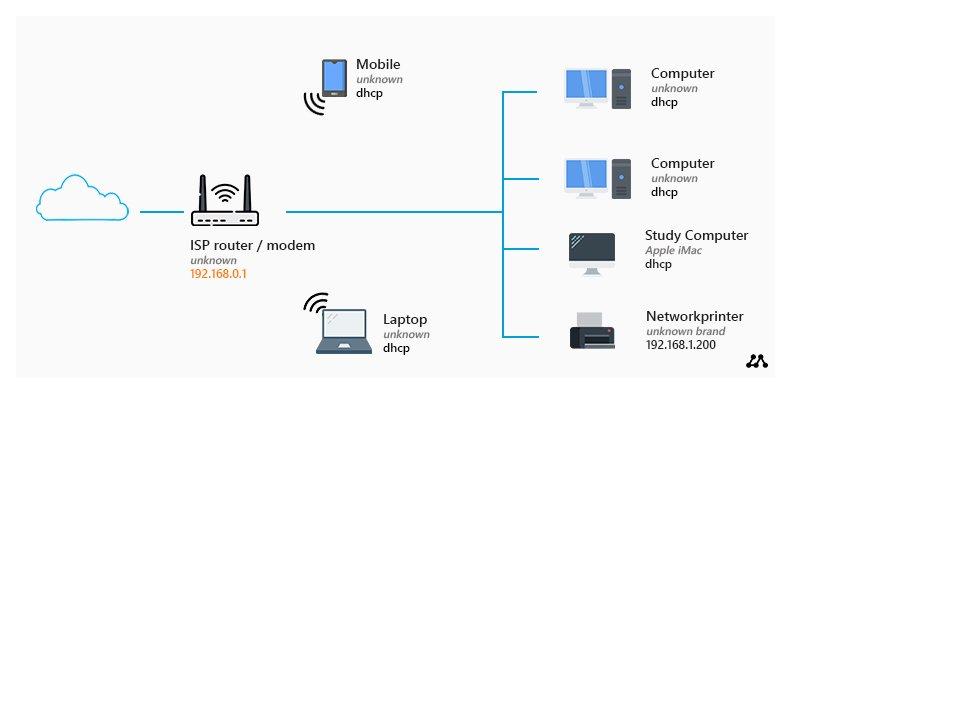 Mobile
unknown
dhcp
Computer
unknown
dhcp
Computer
unknown
dhcp
ISP router / modem
unknown
192.168.0.1
Study Computer
Apple iMac
dhcp
Laptop
unknown
dhcp
Networkprinter
unknown brand
192.168.1.200